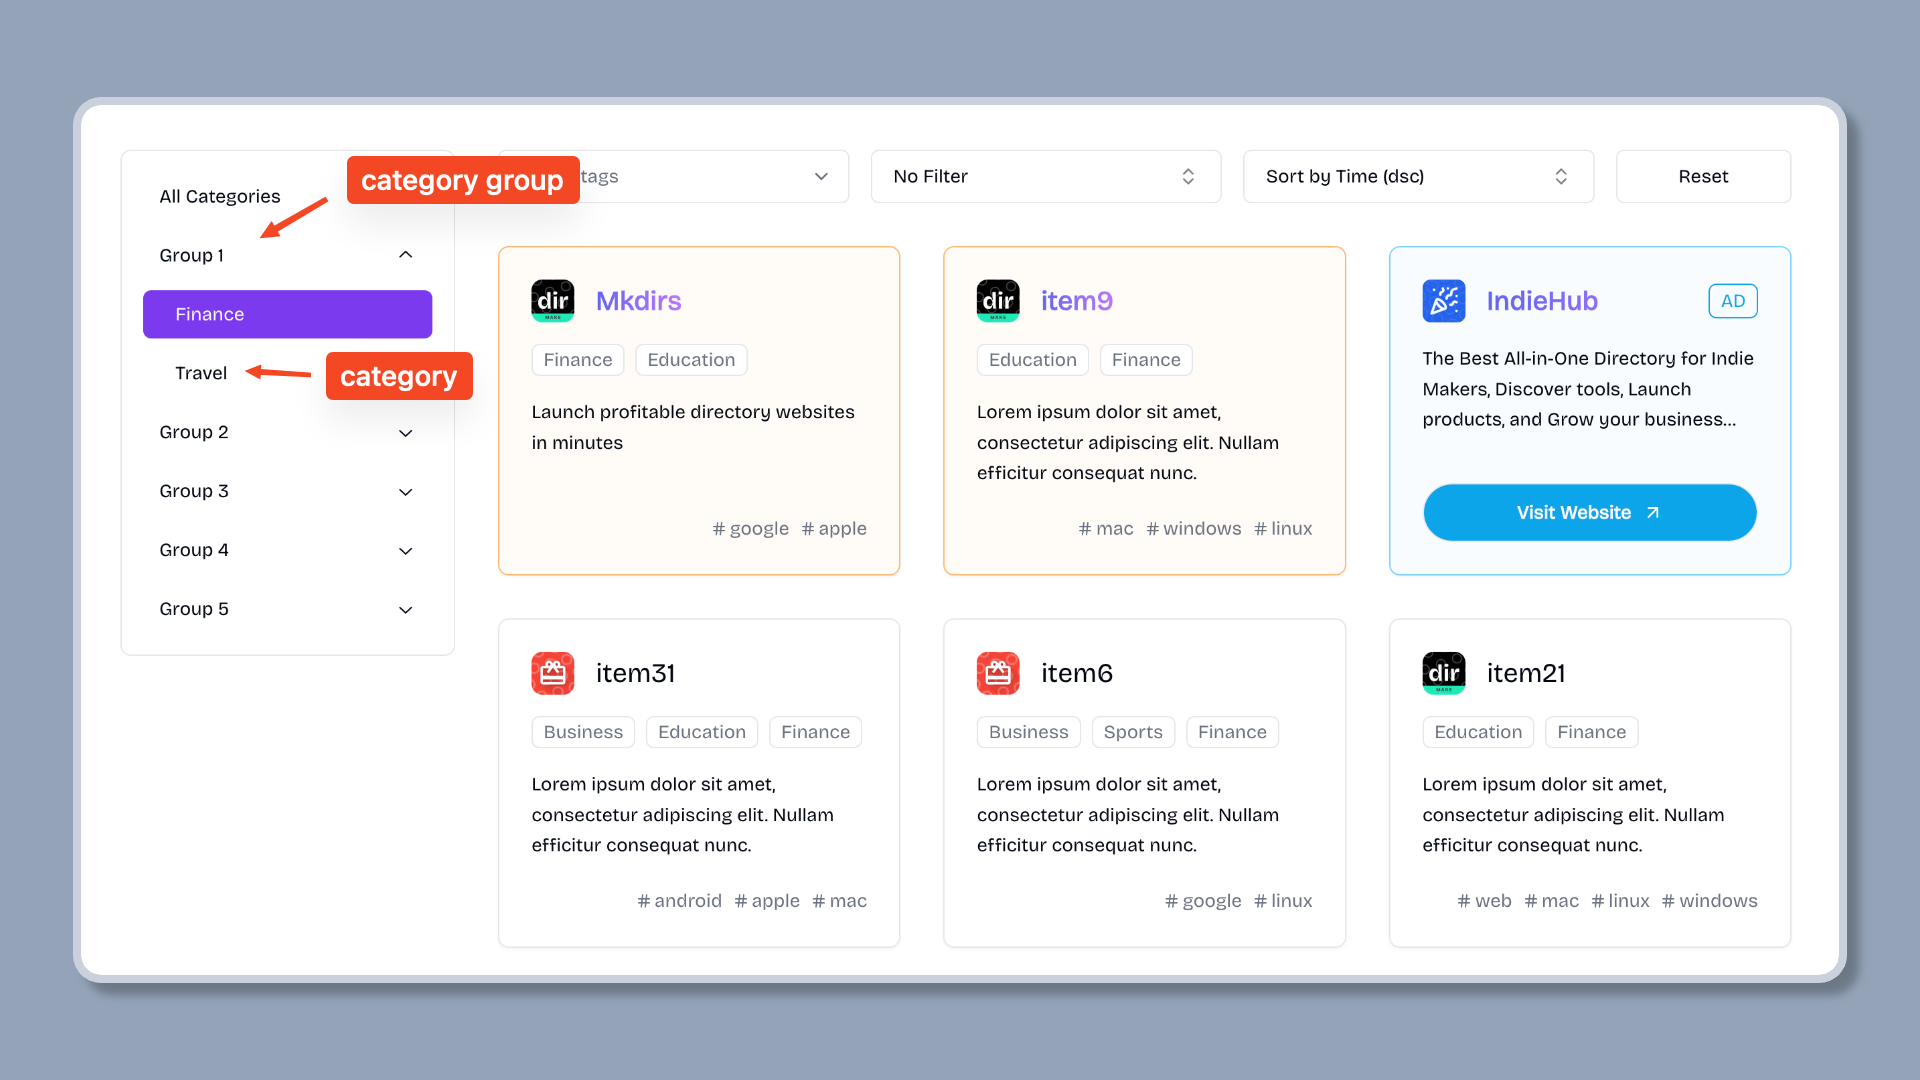 All Categories
category group
Group 1
Finance
Travel
category
Group 2
Group 3
Group 4
Group 5
tags
No Filter
Sort by Time (dsc)
Reset
dir
MAKE
Mkdirs
Finance
Education
Launch profitable directory websites
in minutes
# google # apple
dir
MAKE
item9
Education
Finance
Lorem ipsum dolor sit amet,
consectetur adipiscing elit. Nullam
efficitur consequat nunc.
# mac # windows # linux
IndieHub
AD
The Best All-in-One Directory for Indie
Makers, Discover tools, Launch
products, and Grow your business...
Visit Website
item31
Business
Education
Finance
Lorem ipsum dolor sit amet,
consectetur adipiscing elit. Nullam
efficitur consequat nunc.
# android # apple # mac
item6
Business
Sports
Finance
Lorem ipsum dolor sit amet,
consectetur adipiscing elit. Nullam
efficitur consequat nunc.
# google # linux
dir
MAKE
item21
Education
Finance
Lorem ipsum dolor sit amet,
consectetur adipiscing elit. Nullam
efficitur consequat nunc.
# web # mac # linux # windows